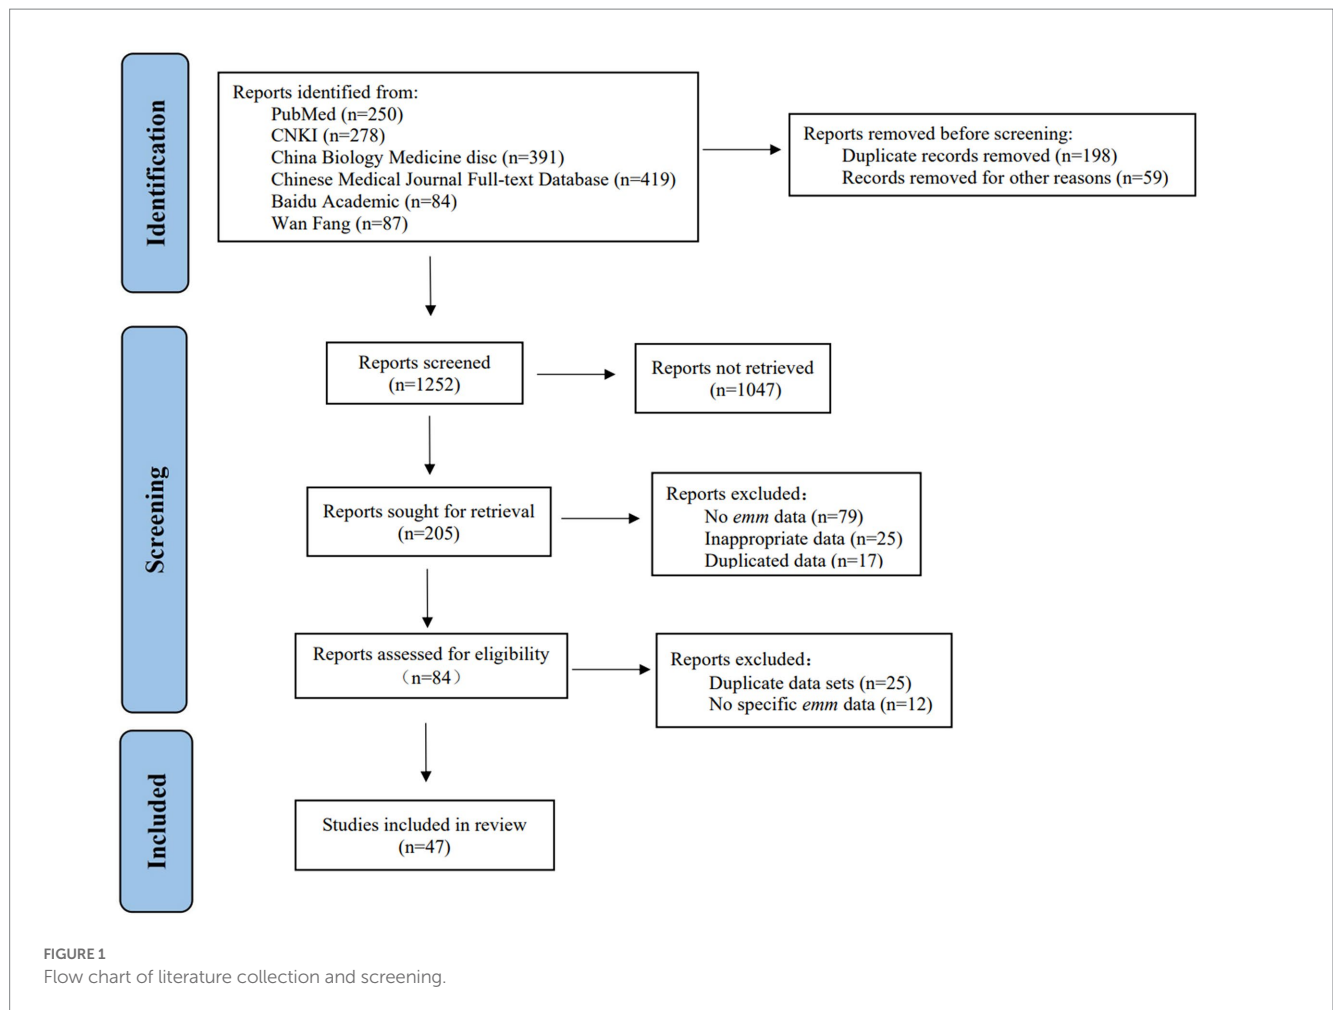 Identification
Reports identified from:
PubMed (n=250)
CNKI (n=278)
China Biology Medicine disc (n=391)
Chinese Medical Journal Full-text Database (n=419)
Baidu Academic (n=84)
Wan Fang (n=87)
Reports removed before screening:
Duplicate records removed (n=198)
Records removed for other reasons (n=59)
Screening
Reports screened
(n=1252)
Reports not retrieved
(n=1047)
Reports sought for retrieval
(n=205)
Reports excluded：
No emm data (n=79)
Inappropriate data (n=25)
Duplicated data (n=17)
Reports assessed for eligibility
（n=84）
Reports excluded：
Duplicate data sets (n=25)
No specific emm data (n=12)
Included
Studies included in review
(n=47)
FIGURE 1
Flow chart of literature collection and screening.